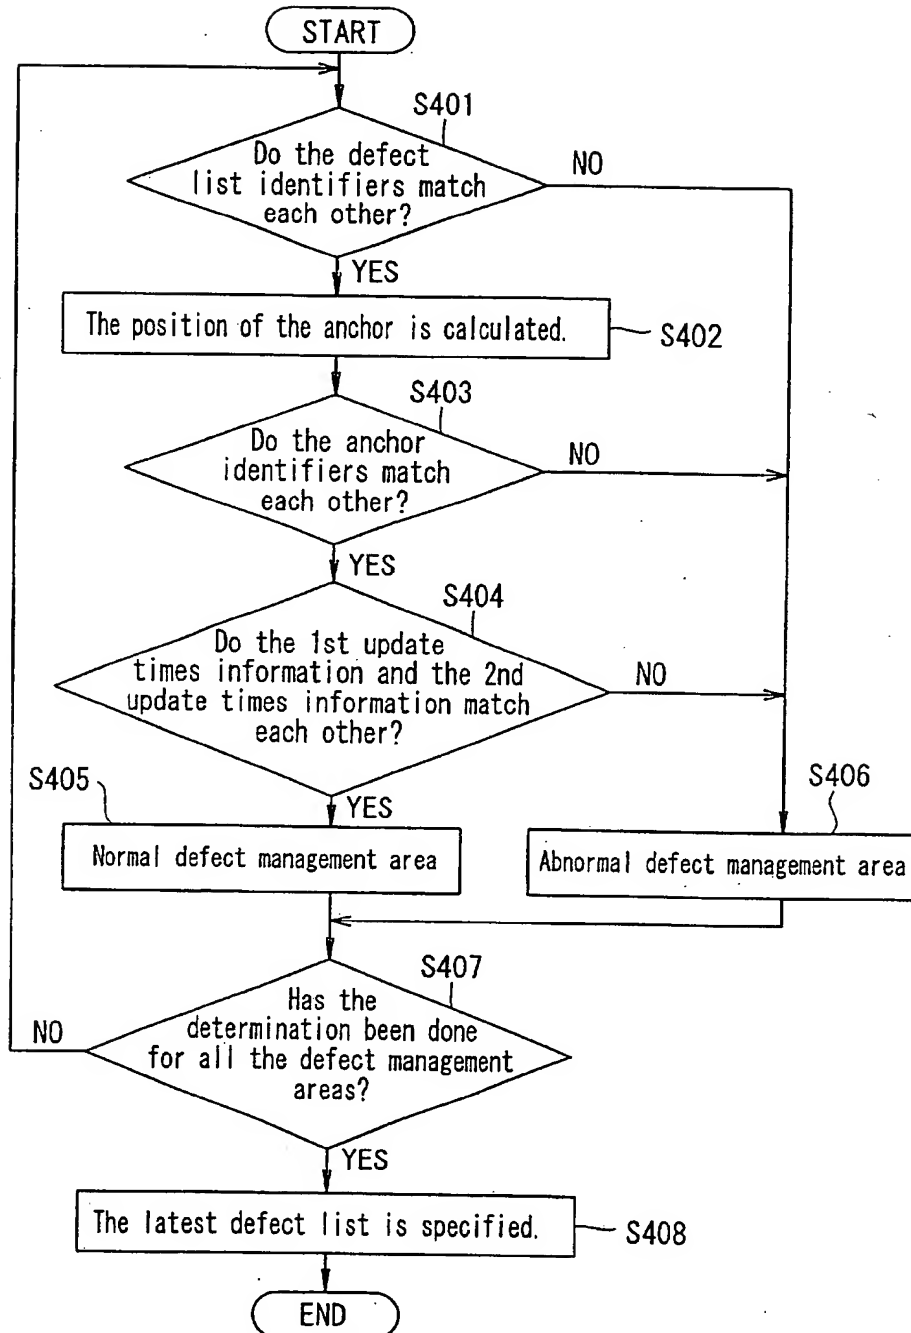 START
S401
Do the defect
list identifiers match
each other?
NO
YES
The position of the anchor is calculated.
S402
S403
Do the anchor
identifiers match
each other?
NO
YES
S404
Do the 1st update
times information and the 2nd
update times information match
each other?
NO
S405
YES
S406
Normal defect management area
Abnormal defect management area
S407
Has the
determination been done
for all the defect management
areas?
NO
YES
The latest defect list is specified.
S408
END